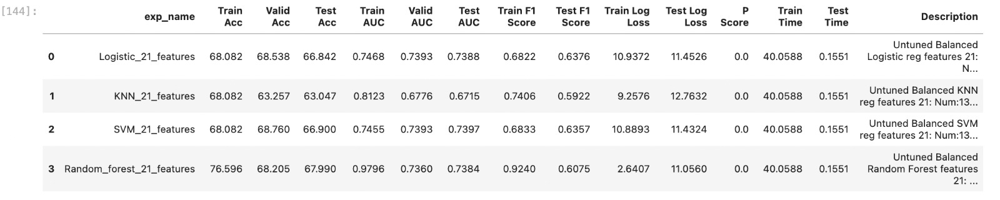 [144]:
exp_name Train Acc Valid Acc Test Acc Train AUC Valid AUC Test AUC Train F1 Score Test F1 Score Train Log Loss Test Log Loss P Score Train Time Test Time Description
0 Logistic_21_features 68.082 68.538 66.842 0.7468 0.7393 0.7388 0.6822 0.6376 10.9372 11.4526 0.0 40.0588 0.1551 Untuned Balanced Logistic reg features 21: N...
1 KNN_21_features 68.082 63.257 63.047 0.8123 0.6776 0.6715 0.7406 0.5922 9.2576 12.7632 0.0 40.0588 0.1551 Untuned Balanced KNN reg features 21: Num:13...
2 SVM_21_features 68.082 68.760 66.900 0.7455 0.7393 0.7397 0.6833 0.6357 10.8893 11.4324 0.0 40.0588 0.1551 Untuned Balanced SVM reg features 21: Num:13...
3 Random_forest_21_features 76.596 68.205 67.990 0.9796 0.7360 0.7384 0.9240 0.6075 2.6407 11.0560 0.0 40.0588 0.1551 Untuned Balanced Random Forest features 21: ...